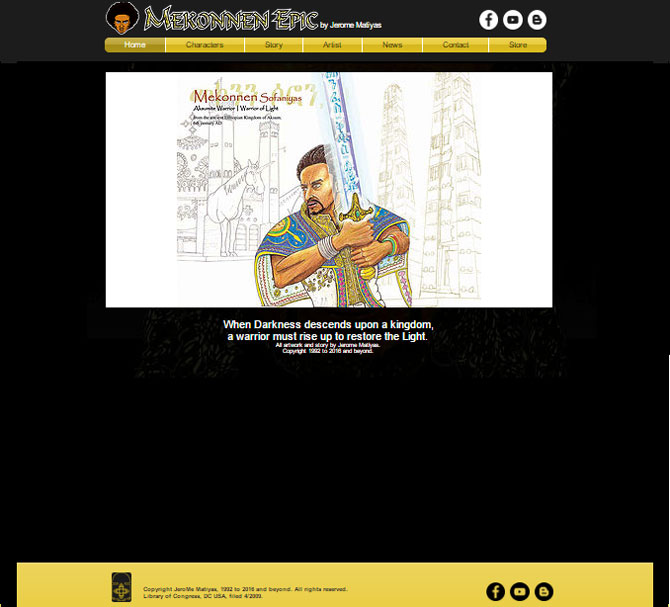 MEKONNEN EPIC by Jerome Matiyas
Home Characters Story Artist News Contact Store
Mekonnen Sofaniyas
Aksumite Warrior | Warrior of Light
from the ancient Ethiopian Kingdom of Aksum,
6th century AD
When Darkness descends upon a kingdom,
a warrior must rise up to restore the Light.
All artwork and story by Jerome Matiyas.
Copyright 1992 to 2016 and beyond.
Copyright JeroMe Matiyas, 1992 to 2016 and beyond. All rights reserved.
Library of Congress, DC USA, filed 4/2009.